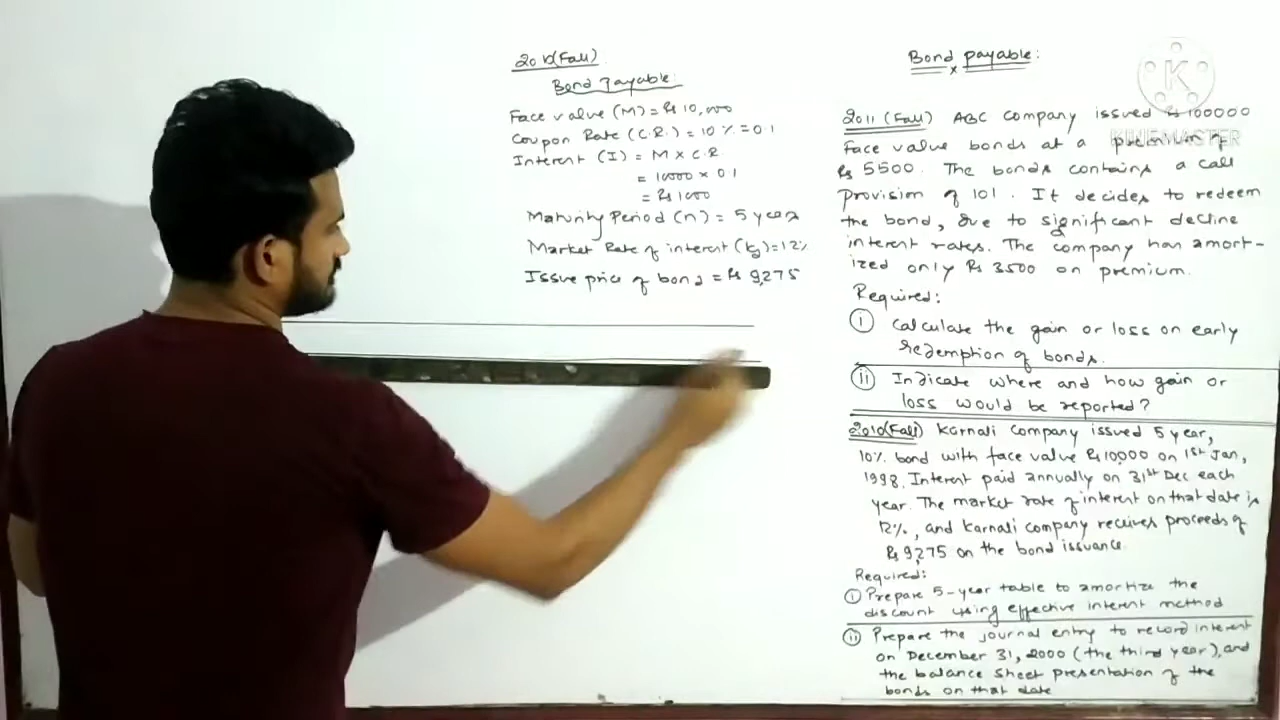 2010(Fall)
Bond Payable:
Face value (M) = Rs 10,000
Coupon Rate (C.R.) = 10% = 0.1
Interest (I) = M × C.R.
= 10000 × 0.1
= Rs 1000
Maturity Period (n) = 5 years
Market Rate of interest (kd) = 12%
Issue price of bond = Rs 9,275
Bond payable:
2011 (Fall) ABC company issued Rs 100000
Face value bonds at a premium of
Rs 5500. The bonds contains a call
provision of 101. It decides to redeem
the bond, due to significant decline
interest rates. The company has amort-
ized only Rs 3500 on premium.
Required:
i Calculate the gain or loss on early
redemption of bonds.
ii Indicate where and how gain or
loss would be reported?
2010(Fall) Karnali company issued 5 year,
10% bond with face value Rs 10,000 on 1st Jan,
1998. Interest paid annually on 31st Dec each
year. The market rate of interest on that date is
12%, and Karnali company receives proceeds of
Rs 9,275 on the bond issuance.
Required:
i Prepare 5-year table to amortize the
discount using effective interest method
ii Prepare the journal entry to record interest
on December 31, 2000 (the third year), and
the balance sheet presentation of the
bonds on that date
K
KINEMASTER